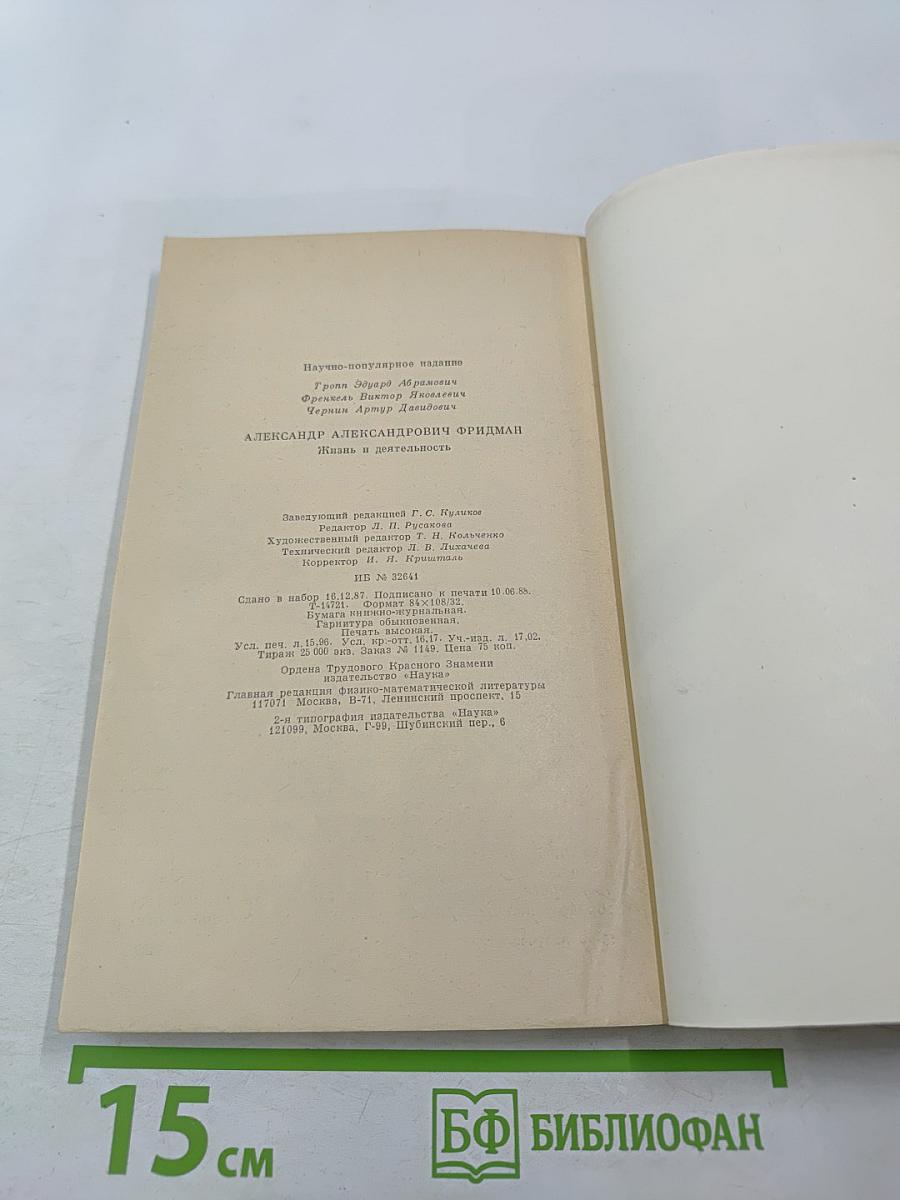 Научно-популярное издание
Тропп Эдуард Абрамович
Френкель Виктор Яковлевич
Чернин Артур Давидович
АЛЕКСАНДР АЛЕКСАНДРОВИЧ ФРИДМАН
Жизнь и деятельность
Заведующий редакцией Г. С. Куликов
Редактор Л. П. Русакова
Художественный редактор Т. Н. Кольченко
Технический редактор Л. В. Лихачева
Корректор И. Я. Кришталь
ИБ № 32641
Сдано в набор 16.12.87. Подписано к печати 10.06.88.
Т-14721. Формат 84×108/32.
Бумага книжно-журнальная.
Гарнитура обыкновенная.
Печать высокая.
Усл. печ. л. 15,96. Усл. кр.-отт. 16,17. Уч.-изд. л. 17,02.
Тираж 25 000 экз. Заказ № 1149. Цена 75 коп.
Ордена Трудового Красного Знамени
издательство «Наука»
Главная редакция физико-математической литературы
117071 Москва, В-71, Ленинский проспект, 15
2-я типография издательства «Наука»
121099, Москва, Г-99, Шубинский пер., 6
15 см
БФ БИБЛИОФАН